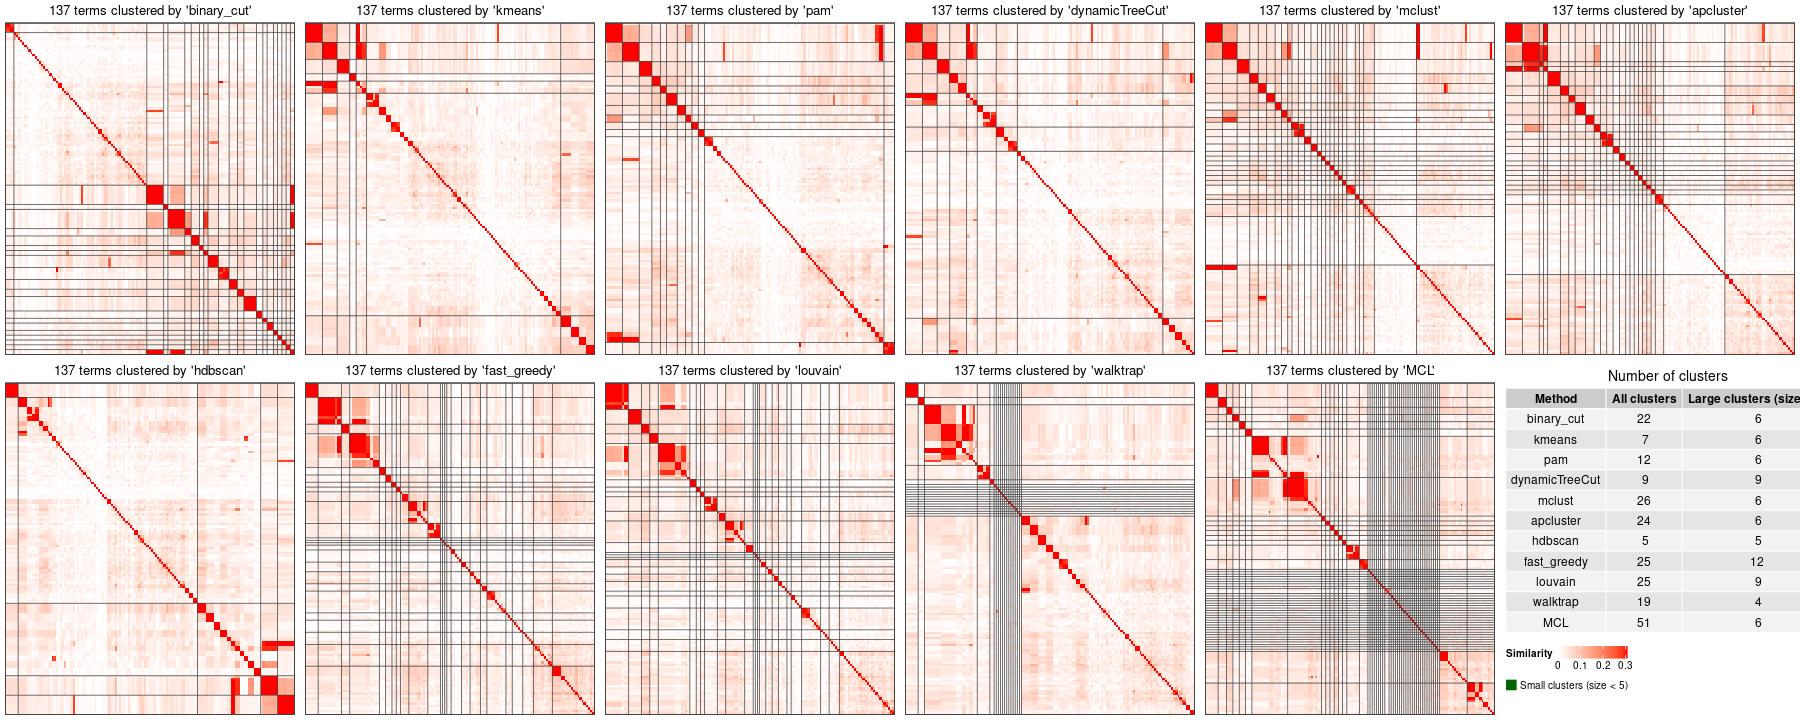 137 terms clustered by 'binary_cut'
137 terms clustered by 'kmeans'
137 terms clustered by 'pam'
137 terms clustered by 'dynamicTreeCut'
137 terms clustered by 'mclust'
137 terms clustered by 'apcluster'
137 terms clustered by 'hdbscan'
137 terms clustered by 'fast_greedy'
137 terms clustered by 'louvain'
137 terms clustered by 'walktrap'
137 terms clustered by 'MCL'
Number of clusters
Method All clusters Large clusters (size
binary_cut 22 6
kmeans 7 6
pam 12 6
dynamicTreeCut 9 9
mclust 26 6
apcluster 24 6
hdbscan 5 5
fast_greedy 25 12
louvain 25 9
walktrap 19 4
MCL 51 6
Similarity
0 0.1 0.2 0.3
Small clusters (size < 5)